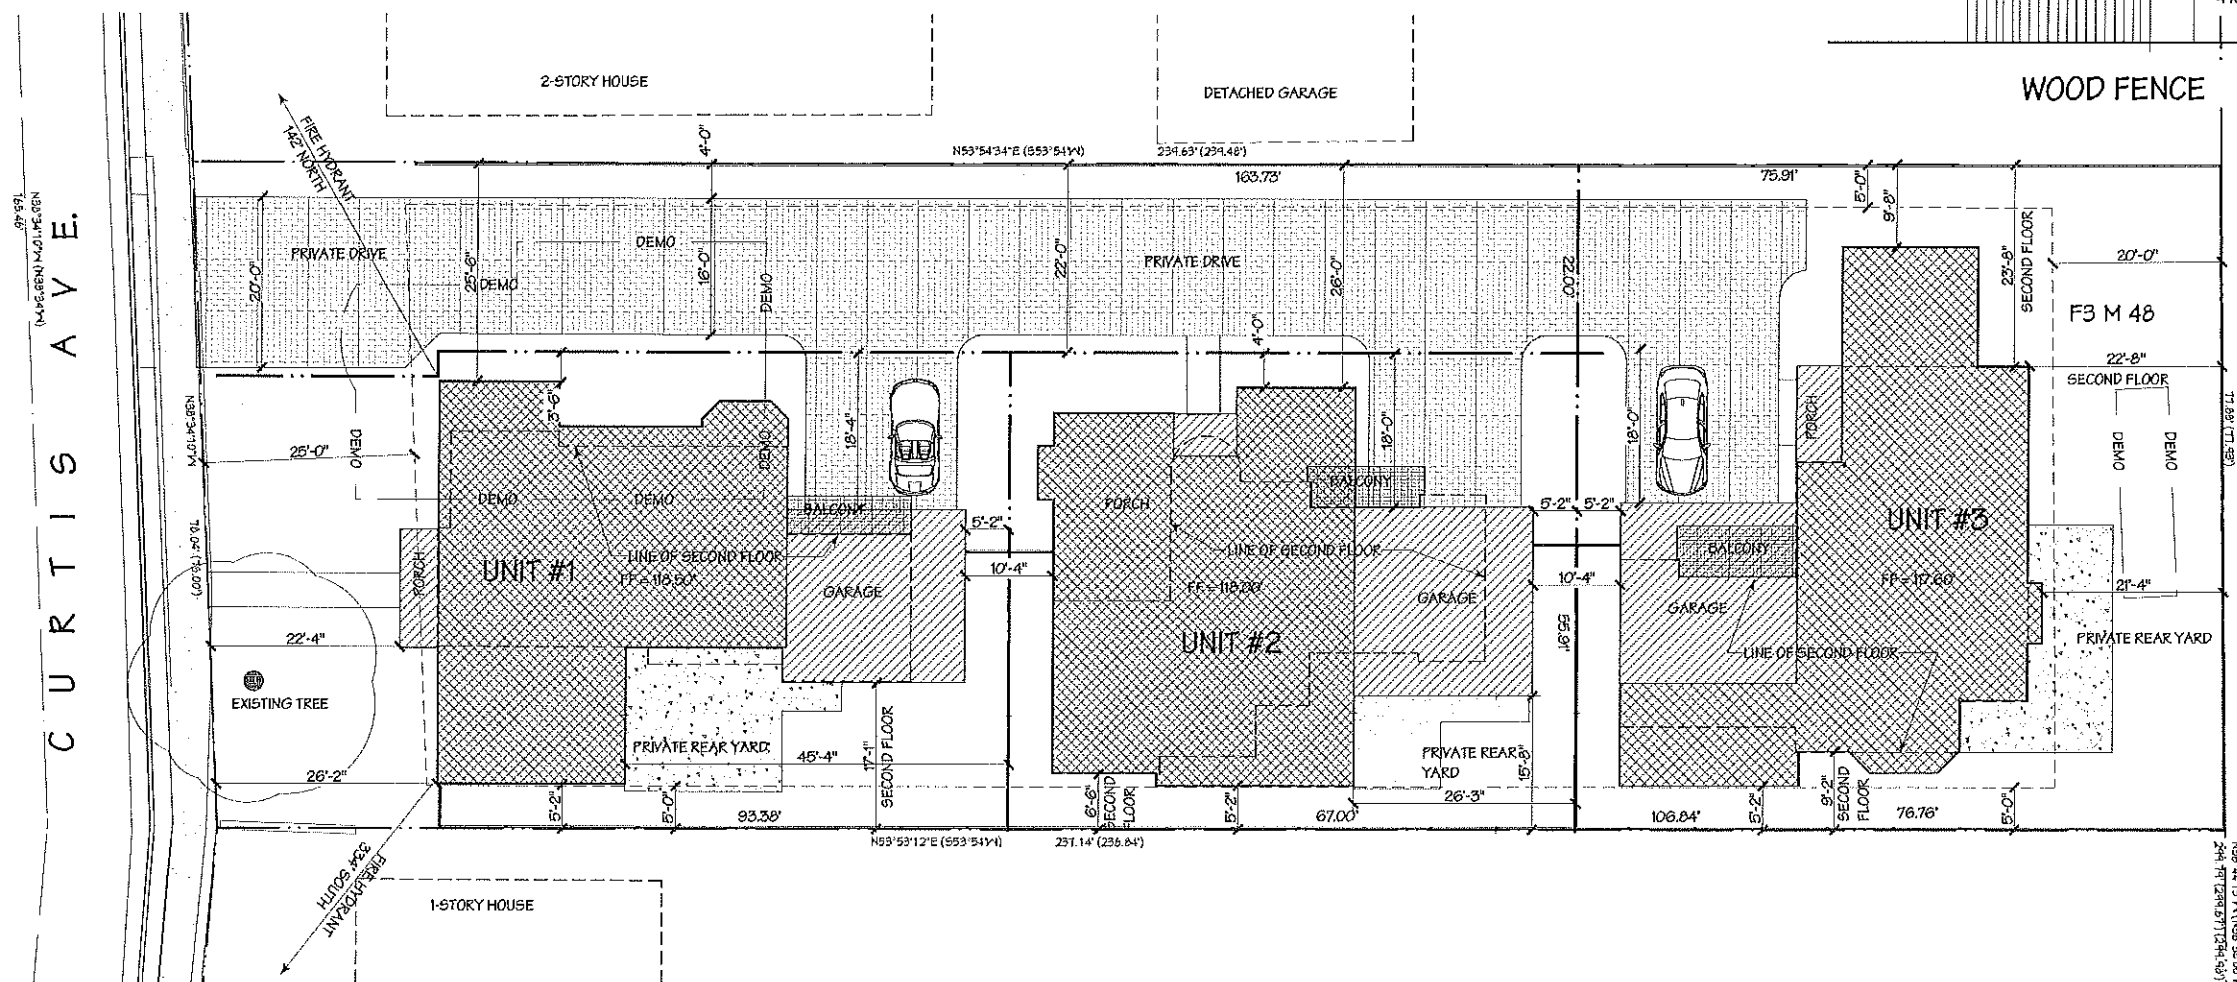 CURTIS AVE.
2-STORY HOUSE
DETACHED GARAGE
WOOD FENCE
FIRE HYDRANT
142' NORTH
4'-0"
N53°54'34"E (S53°54'W)
239.63' (239.48')
163.73'
75.91'
5'-0"
9'-8"
PRIVATE DRIVE
20'-0"
25'-6"
DEMO
DEMO
DEMO
16'-0"
22'-0"
PRIVATE DRIVE
26'-0"
22.00'
23'-8"
SECOND FLOOR
20'-0"
F3 M 48
22'-8"
SECOND FLOOR
4'-0"
18'-4"
18'-0"
18'-0"
PORCH
DEMO
DEMO
DEMO
DEMO
25'-0"
DEMO
DEMO
BALCONY
5'-2"
PORCH
BALCONY
5'-2"
5'-2"
UNIT #3
LINE OF SECOND FLOOR
LINE OF SECOND FLOOR
BALCONY
PORCH
UNIT #1
FF = 118.50'
GARAGE
10'-4"
FF = 118.00'
GARAGE
10'-4"
GARAGE
FF = 117.60'
21'-4"
22'-4"
UNIT #2
55.91'
LINE OF SECOND FLOOR
PRIVATE REAR YARD
EXISTING TREE
PRIVATE REAR YARD
45'-4"
17'-4"
SECOND FLOOR
PRIVATE REAR
YARD
15'-8"
26'-2"
5'-2"
5'-0"
93.38'
6'-6"
SECOND
FLOOR
5'-2"
67.00'
26'-3"
106.84'
5'-2"
9'-2"
SECOND
FLOOR
76.76'
5'-0"
N53°53'12"E (S53°54'W)
237.14' (236.84')
FIRE HYDRANT
334' SOUTH
1-STORY HOUSE